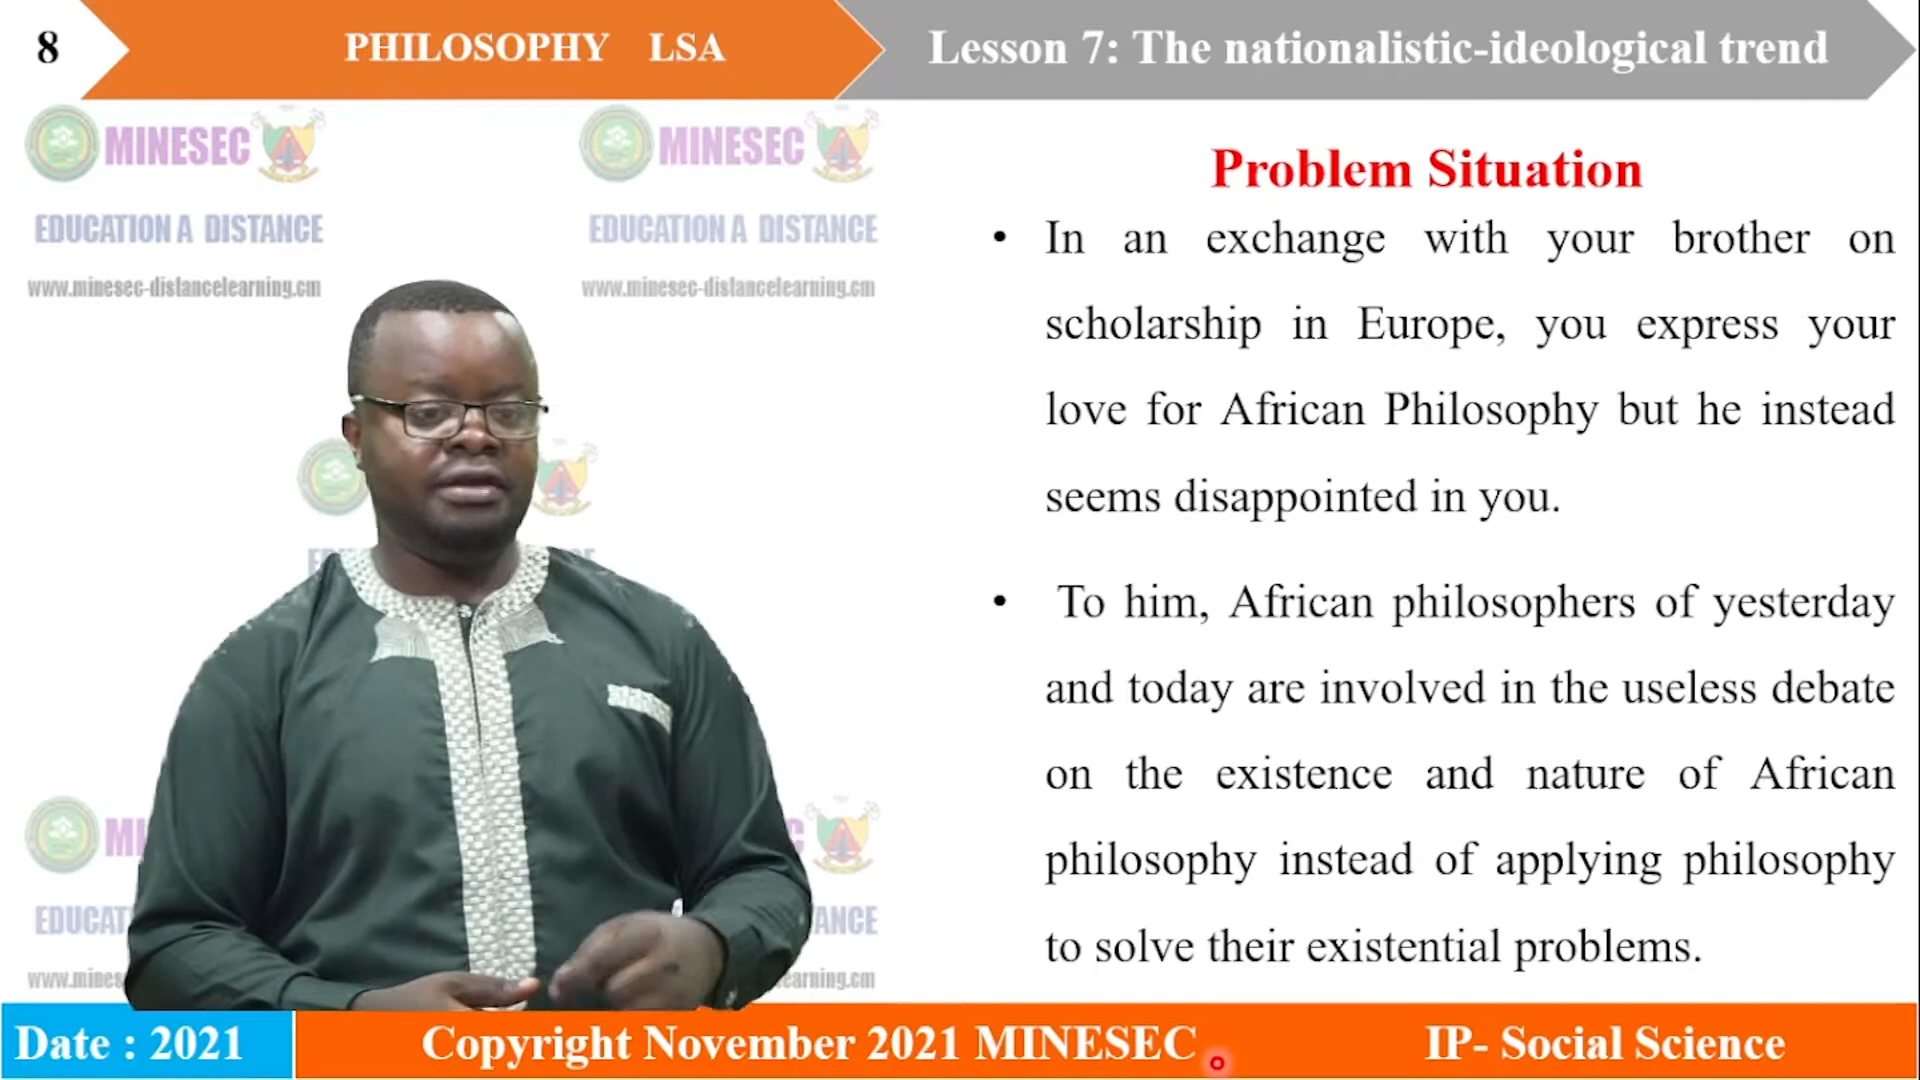 8
PHILOSOPHY LSA
Lesson 7: The nationalistic-ideological trend
MINESEC
EDUCATION A DISTANCE
www.minesec-distancelearning.cm
MINESEC
EDUCATION A DISTANCE
www.minesec-distancelearning.cm
Problem Situation
• In an exchange with your brother on
scholarship in Europe, you express your
love for African Philosophy but he instead
seems disappointed in you.
• To him, African philosophers of yesterday
and today are involved in the useless debate
on the existence and nature of African
philosophy instead of applying philosophy
to solve their existential problems.
Date : 2021
Copyright November 2021 MINESEC
IP- Social Science